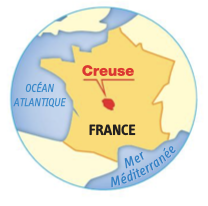 Creuse
OCÉAN
ATLANTIQUE
FRANCE
Mer
Méditerranée